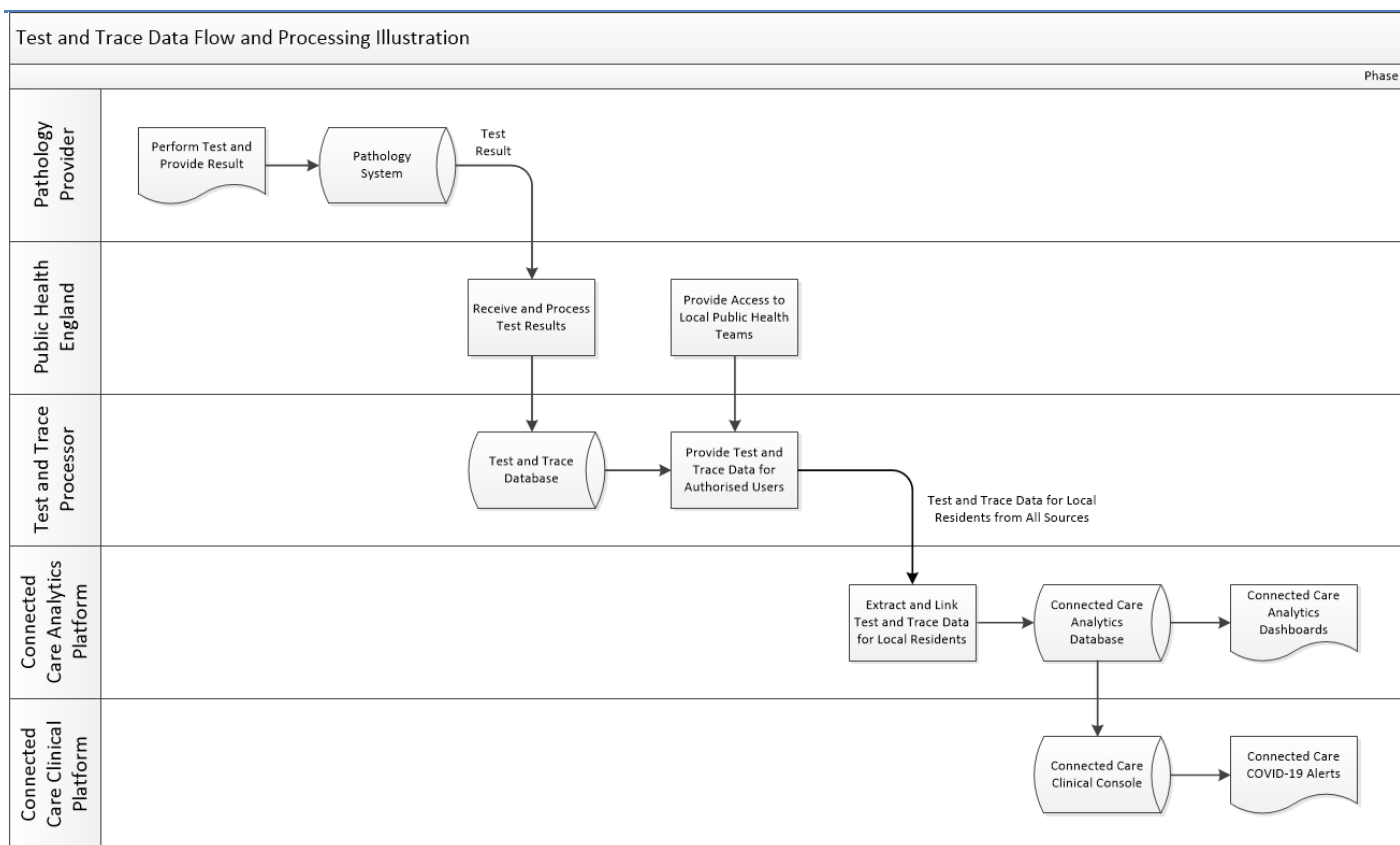 Test and Trace Data Flow and Processing Illustration
Phase
Pathology
Provider
Perform Test and
Provide Result
Pathology
System
Test
Result
Public Health
England
Receive and Process
Test Results
Provide Access to
Local Public Health
Teams
Test and Trace
Processor
Test and Trace
Database
Provide Test and
Trace Data for
Authorised Users
Test and Trace Data for Local
Residents from All Sources
Connected
Care Analytics
Platform
Extract and Link
Test and Trace Data
for Local Residents
Connected Care
Analytics
Database
Connected Care
Analytics
Dashboards
Connected
Care Clinical
Platform
Connected Care
Clinical Console
Connected Care
COVID-19 Alerts